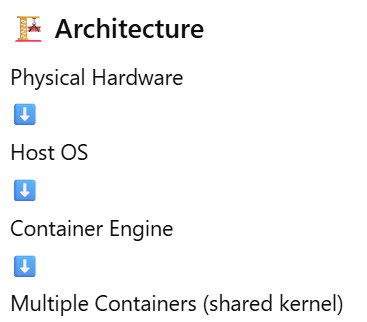 Architecture
Physical Hardware
Host OS
Container Engine
Multiple Containers (shared kernel)